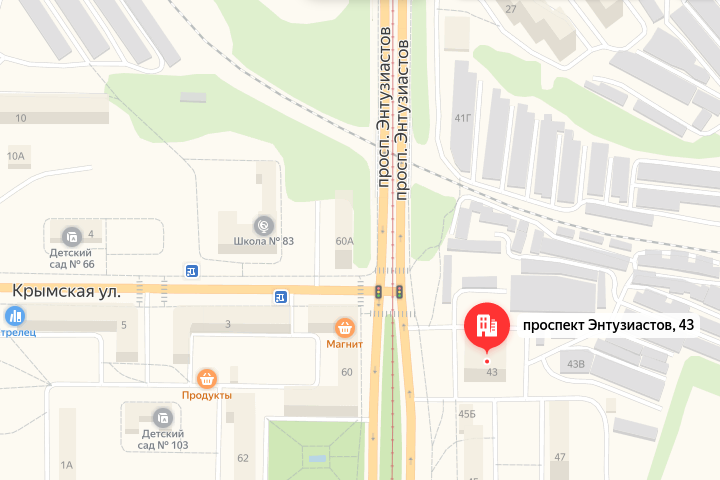 27
просп. Энтузиастов
просп. Энтузиастов
10
41Г
10А
4
Детский
сад № 66
Школа № 83
60А
Крымская ул.
трелец
5
3
Магнит
60
проспект Энтузиастов, 43
43
43В
Продукты
Детский
сад № 103
1А
62
45Б
45
47